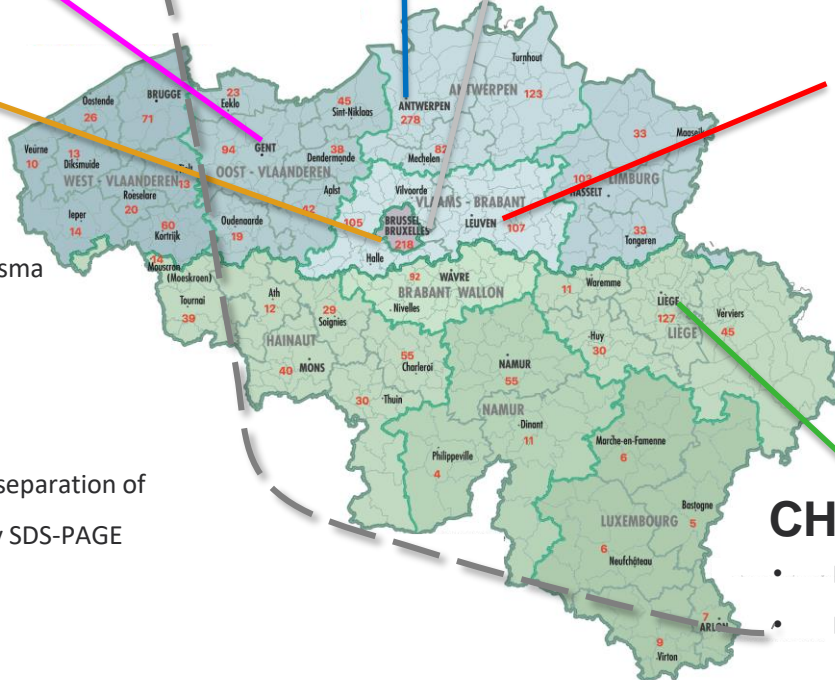 Turnhout
123
ANTWERPEN
ANTWERPEN
278
BRUGGE
71
Oostende
26
23
Eeklo
45
Sint-Niklaas
33
Maaseik
94
GENT
38
Dendermonde
82
Mechelen
Veurne
10
13
Diksmuide
WEST - VLAANDEREN
13
OOST - VLAANDEREN
Aalst
42
Vilvoorde
VLAAMS - BRABANT
LEUVEN
107
103
HASSELT
LIMBURG
Roeselare
20
Ieper
14
60
Kortrijk
Oudenaarde
19
105
BRUSSEL
BRUXELLES
218
Halle
33
Tongeren
sma
Mouscron
(Moeskroen)
Tournai
39
Ath
12
29
Soignies
92
WAVRE
BRABANT WALLON
Nivelles
11
Waremme
LIEGE
127
LIEGE
Verviers
45
Huy
30
HAINAUT
40
MONS
55
Charleroi
NAMUR
55
30
Thuin
NAMUR
Dinant
11
Philippeville
4
Marche-en-Famenne
6
separation of
SDS-PAGE
LUXEMBOURG
Bastogne
5
6
Neufchâteau
CH
7
ARLON
9
Virton